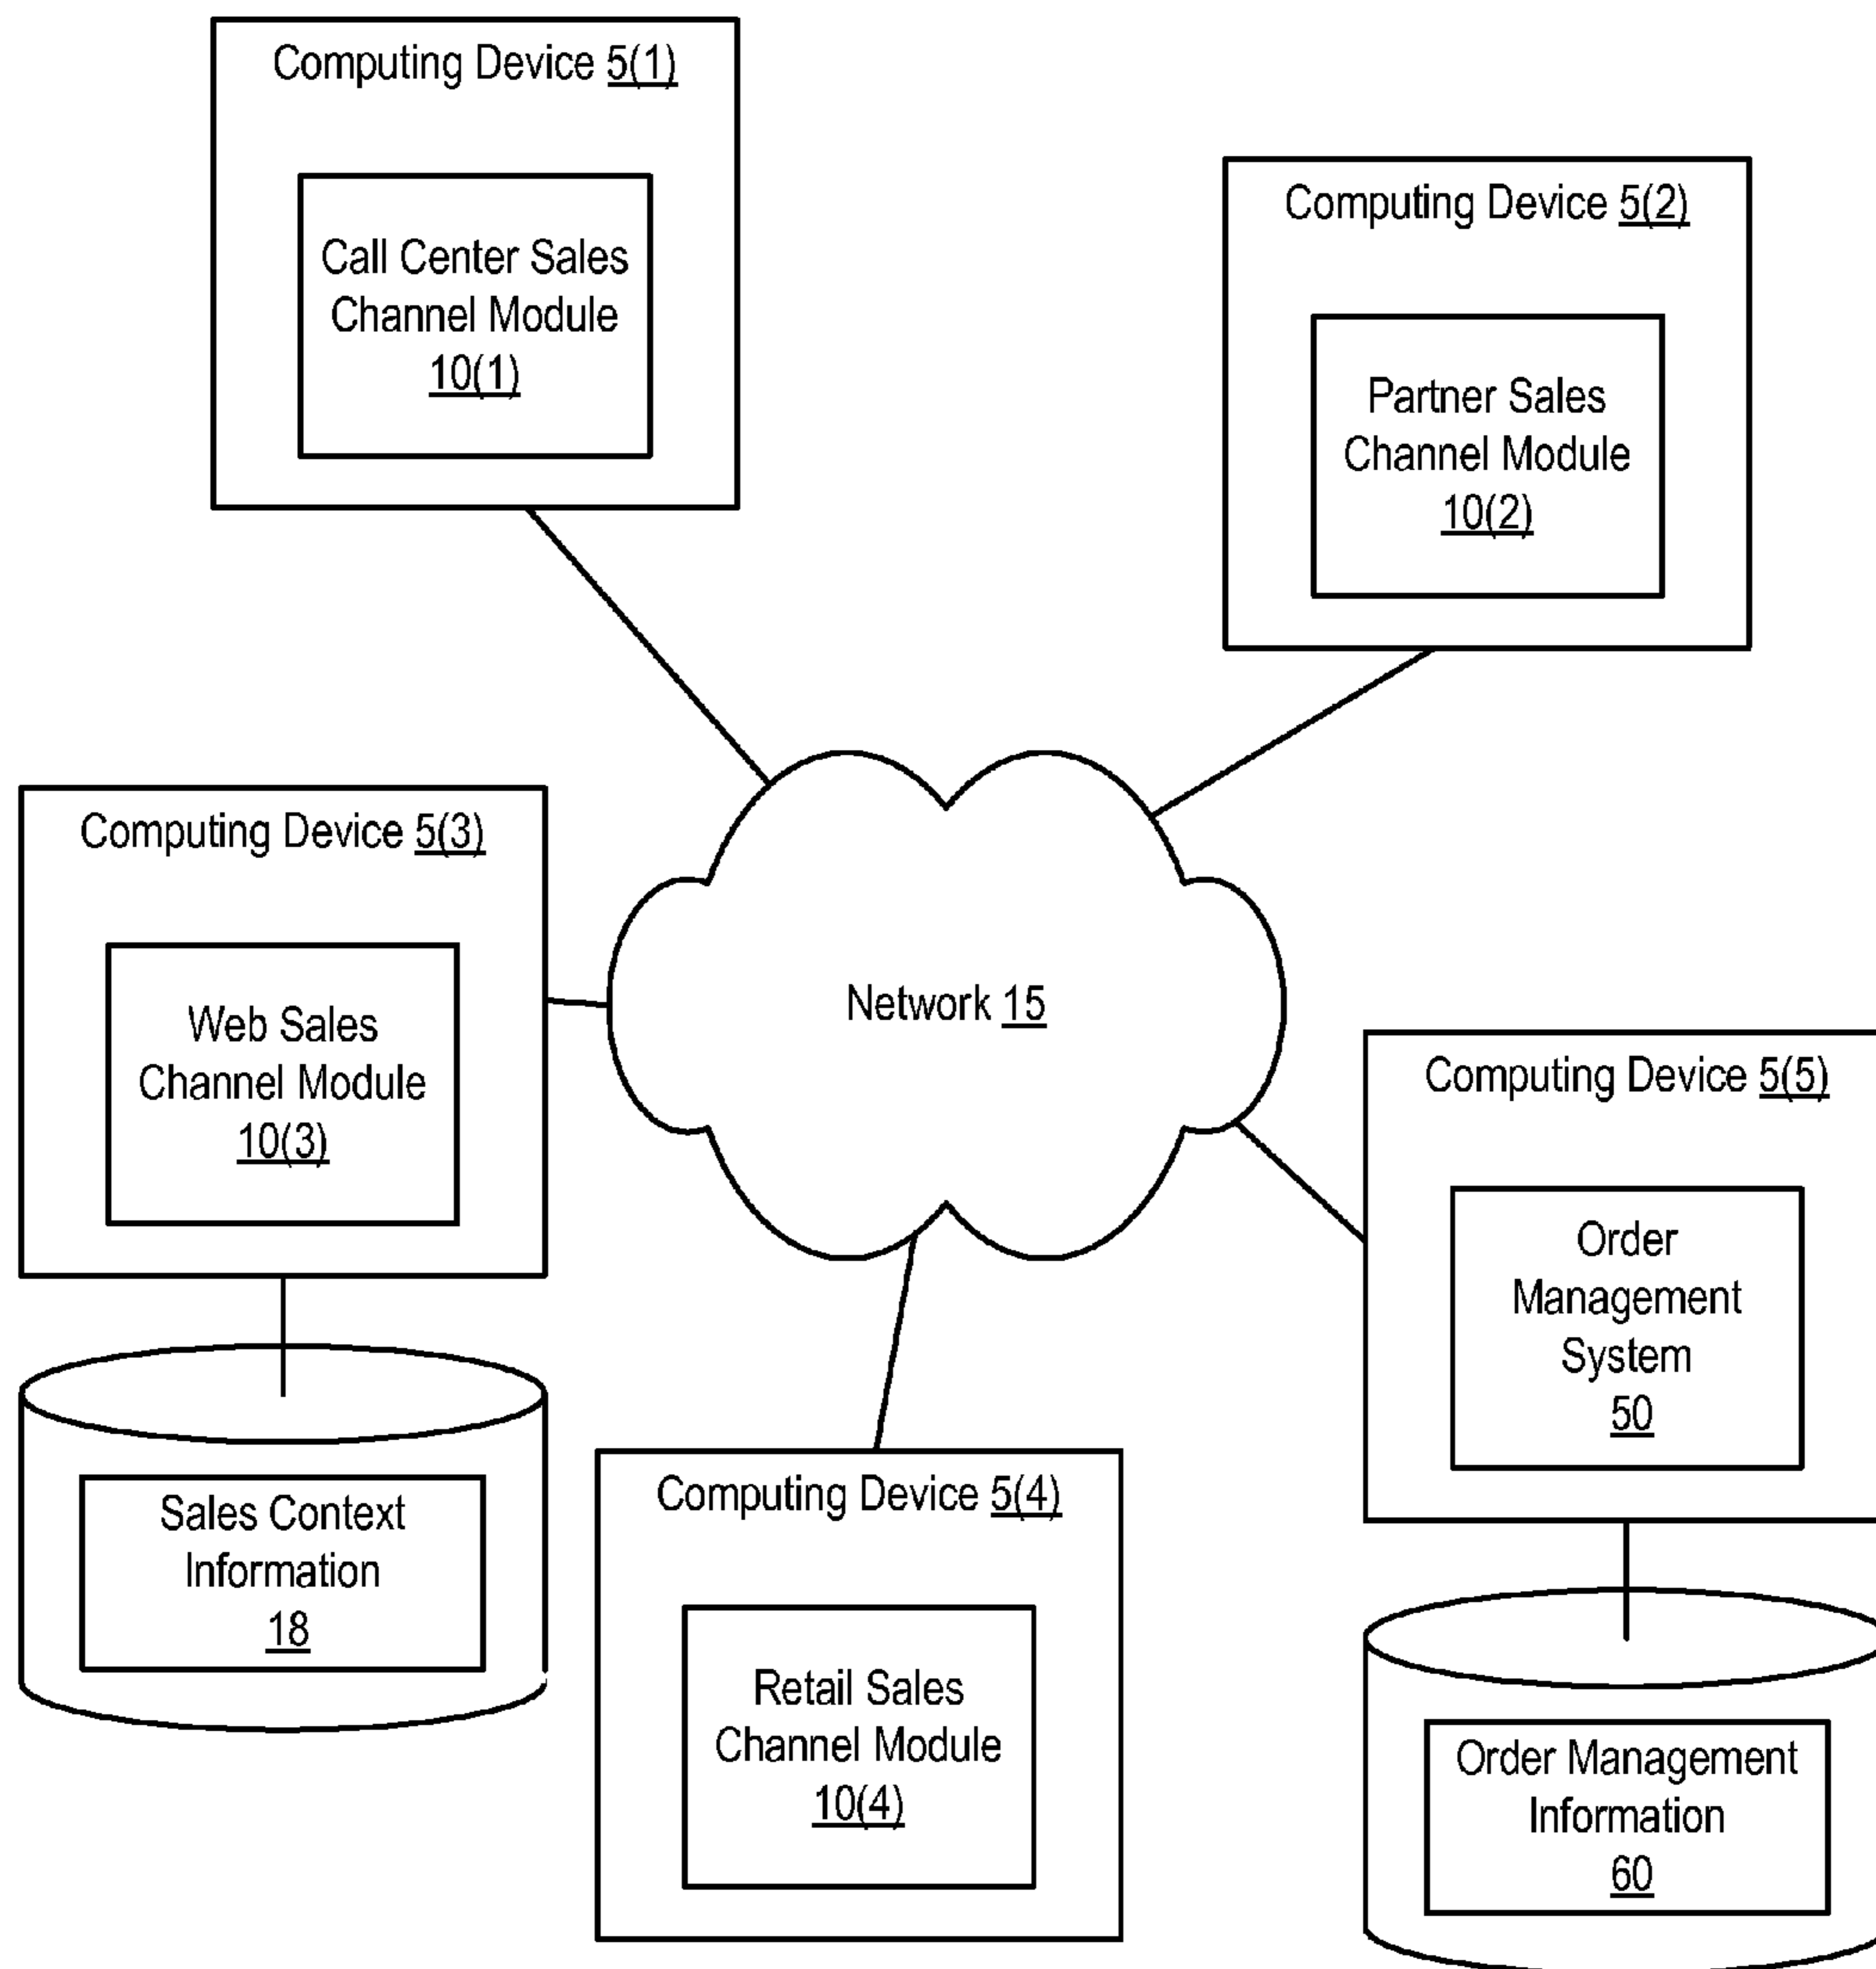 Computing Device 5(1)
Call Center Sales
Channel Module
10(1)
Computing Device 5(2)
Partner Sales
Channel Module
10(2)
Computing Device 5(3)
Web Sales
Channel Module
10(3)
Network 15
Computing Device 5(5)
Order
Management
System
50
Sales Context
Information
18
Computing Device 5(4)
Retail Sales
Channel Module
10(4)
Order Management
Information
60